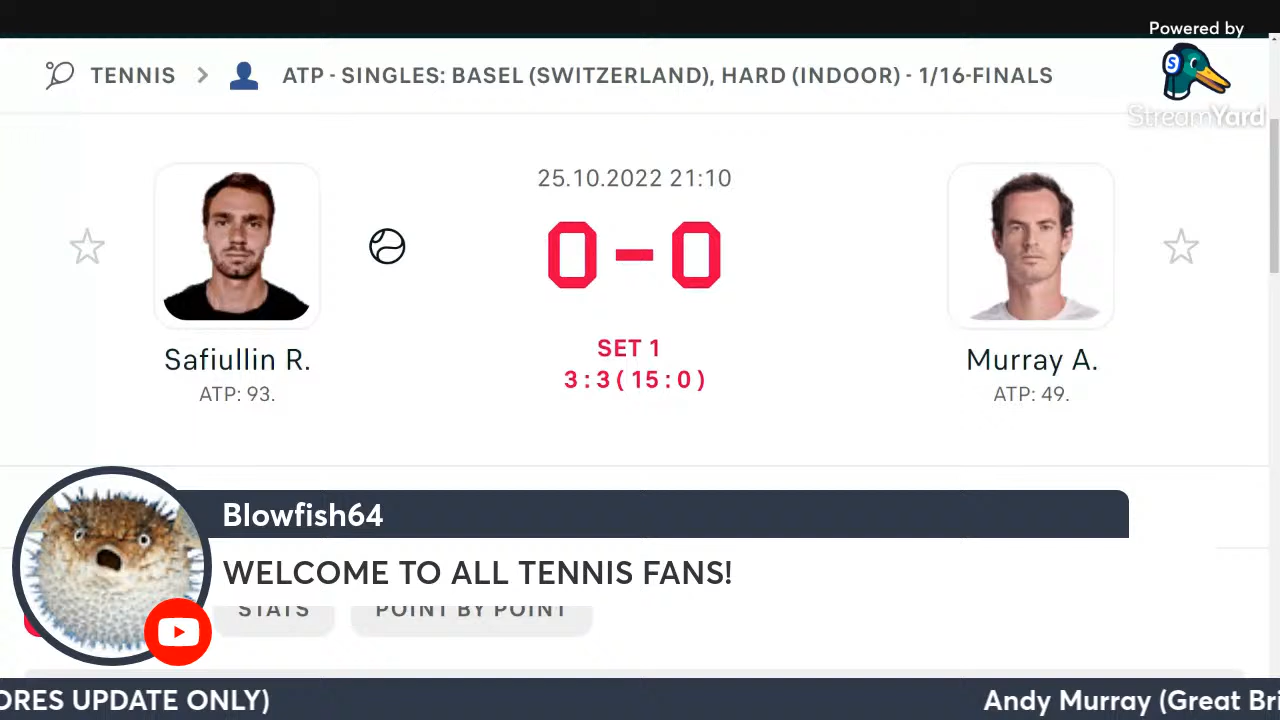 Powered by
TENNIS
ATP - SINGLES: BASEL (SWITZERLAND), HARD (INDOOR) - 1/16-FINALS
S
StreamYard
25.10.2022 21:10
0 - 0
SET 1
3 : 3 ( 15 : 0 )
Safiullin R.
ATP: 93.
Murray A.
ATP: 49.
Blowfish64
WELCOME TO ALL TENNIS FANS!
STATS
POINT BY POINT
ORES UPDATE ONLY)
Andy Murray (Great Bri